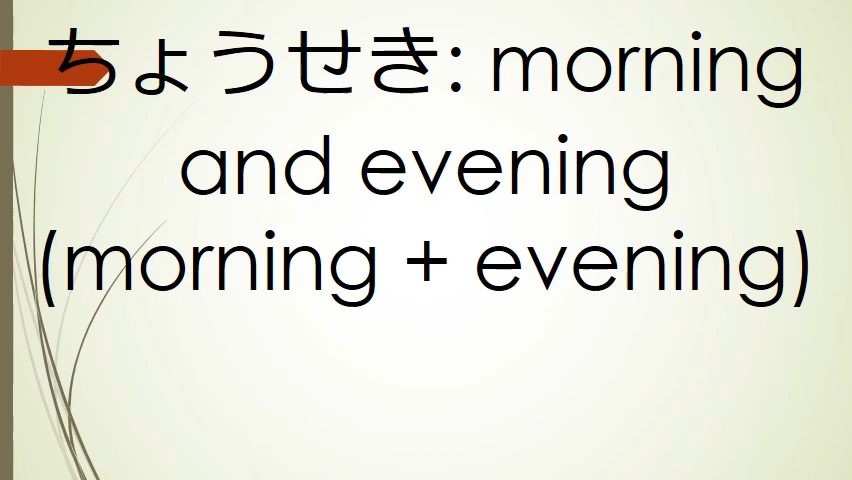 ちょうせき: morning
and evening
(morning + evening)